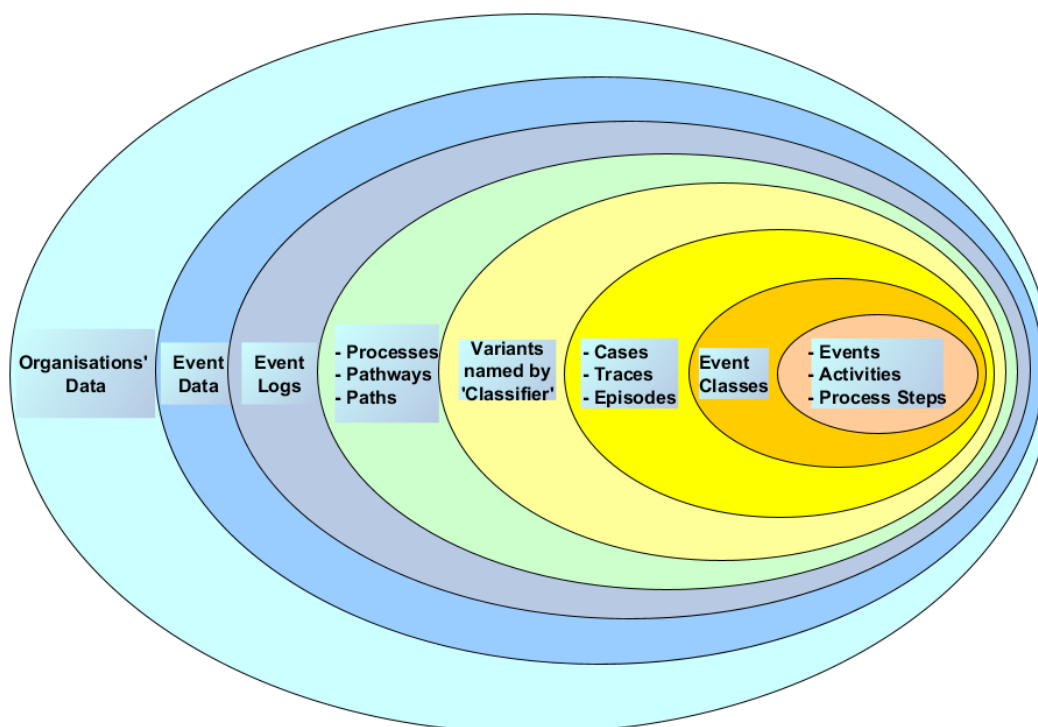 Organisations'
Data
Event
Data
Event
Logs
- Processes
- Pathways
- Paths
Variants
named by
'Classifier'
- Cases
- Traces
- Episodes
Event
Classes
- Events
- Activities
- Process Steps